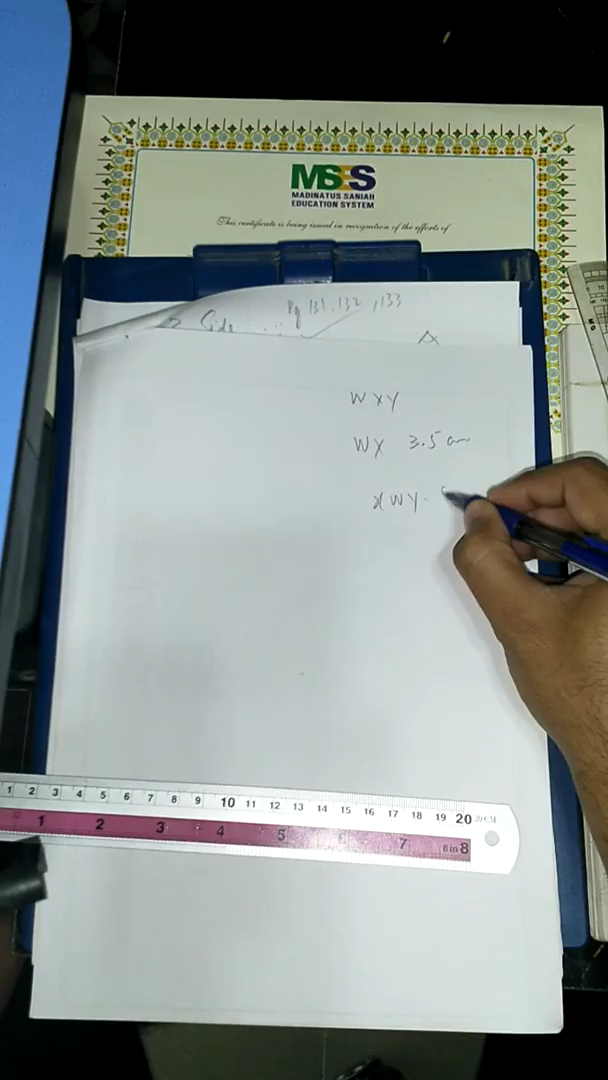 MSES
MADINATUS SANIAH
EDUCATION SYSTEM
This certificate is being issued in recognition of the efforts of
Pg 131, 132, 133
W X Y
WX 3.5 cm
X W Y
1 2 3 4 5 6 7 8 9 10 11 12 13 14 15 16 17 18 19 20 20CM
1 2 3 4 5 6 7 8in 8